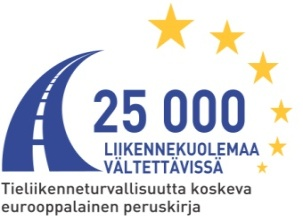 25 000
LIIKENNEKUOLEMAA
VÄLTETTÄVISSÄ
Tieliikenneturvallisuutta koskeva
eurooppalainen peruskirja